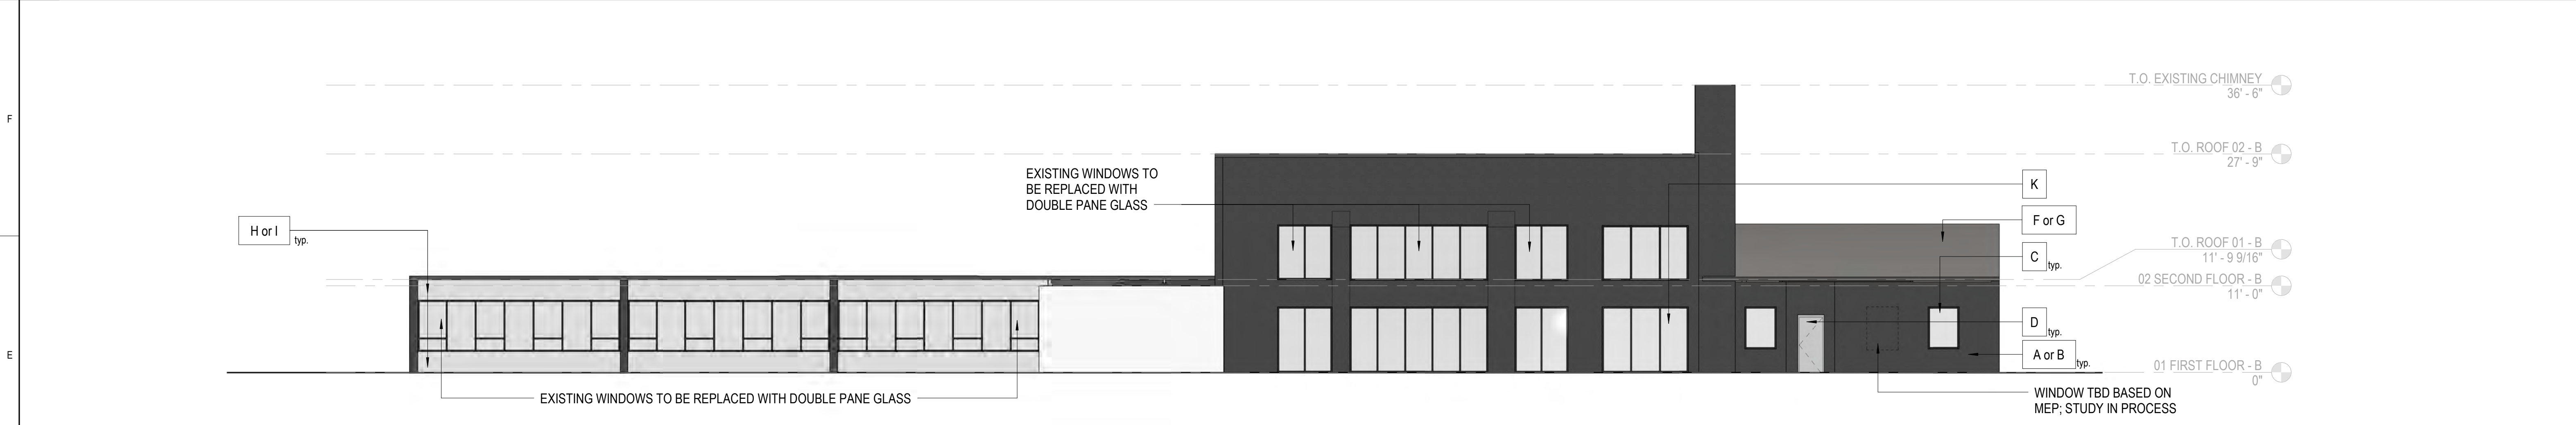 F
T.O. EXISTING CHIMNEY
36' - 6"
T.O. ROOF 02 - B
27' - 9"
EXISTING WINDOWS TO
BE REPLACED WITH
DOUBLE PANE GLASS
K
F or G
H or I
typ.
T.O. ROOF 01 - B
11' - 9 9/16"
C
typ.
02 SECOND FLOOR - B
11' - 0"
D
typ.
E
A or B
typ.
01 FIRST FLOOR - B
0"
EXISTING WINDOWS TO BE REPLACED WITH DOUBLE PANE GLASS
WINDOW TBD BASED ON
MEP; STUDY IN PROCESS